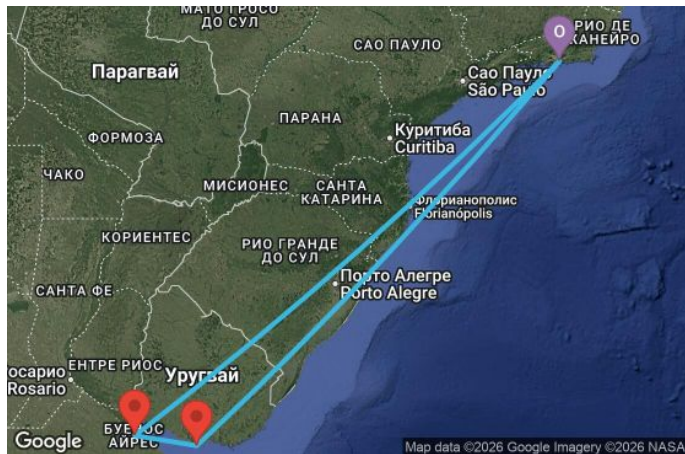 МАТО ГРОСО
ДО СУЛ
О
РИО ДЕ
ЖАНЕЙРО
САО ПАУЛО
Сао Пауло
São Paulo
Парагвай
ПАРАНА
Куритиба
Curitiba
ФОРМОЗА
ЧАКО
МИСИОНЕС
САНТА
КАТАРИНА
Флорианополис
Florianópolis
КОРИЕНТЕС
РИО ГРАНДЕ
ДО СУЛ
Порто Алегре
Porto Alegre
САНТА ФЕ
ЕНТРЕ РИОС
Уругвай
осарио
Rosario
БУЕНОС
АЙРЕС
Google
Map data ©2026 Google Imagery ©2026 NASA